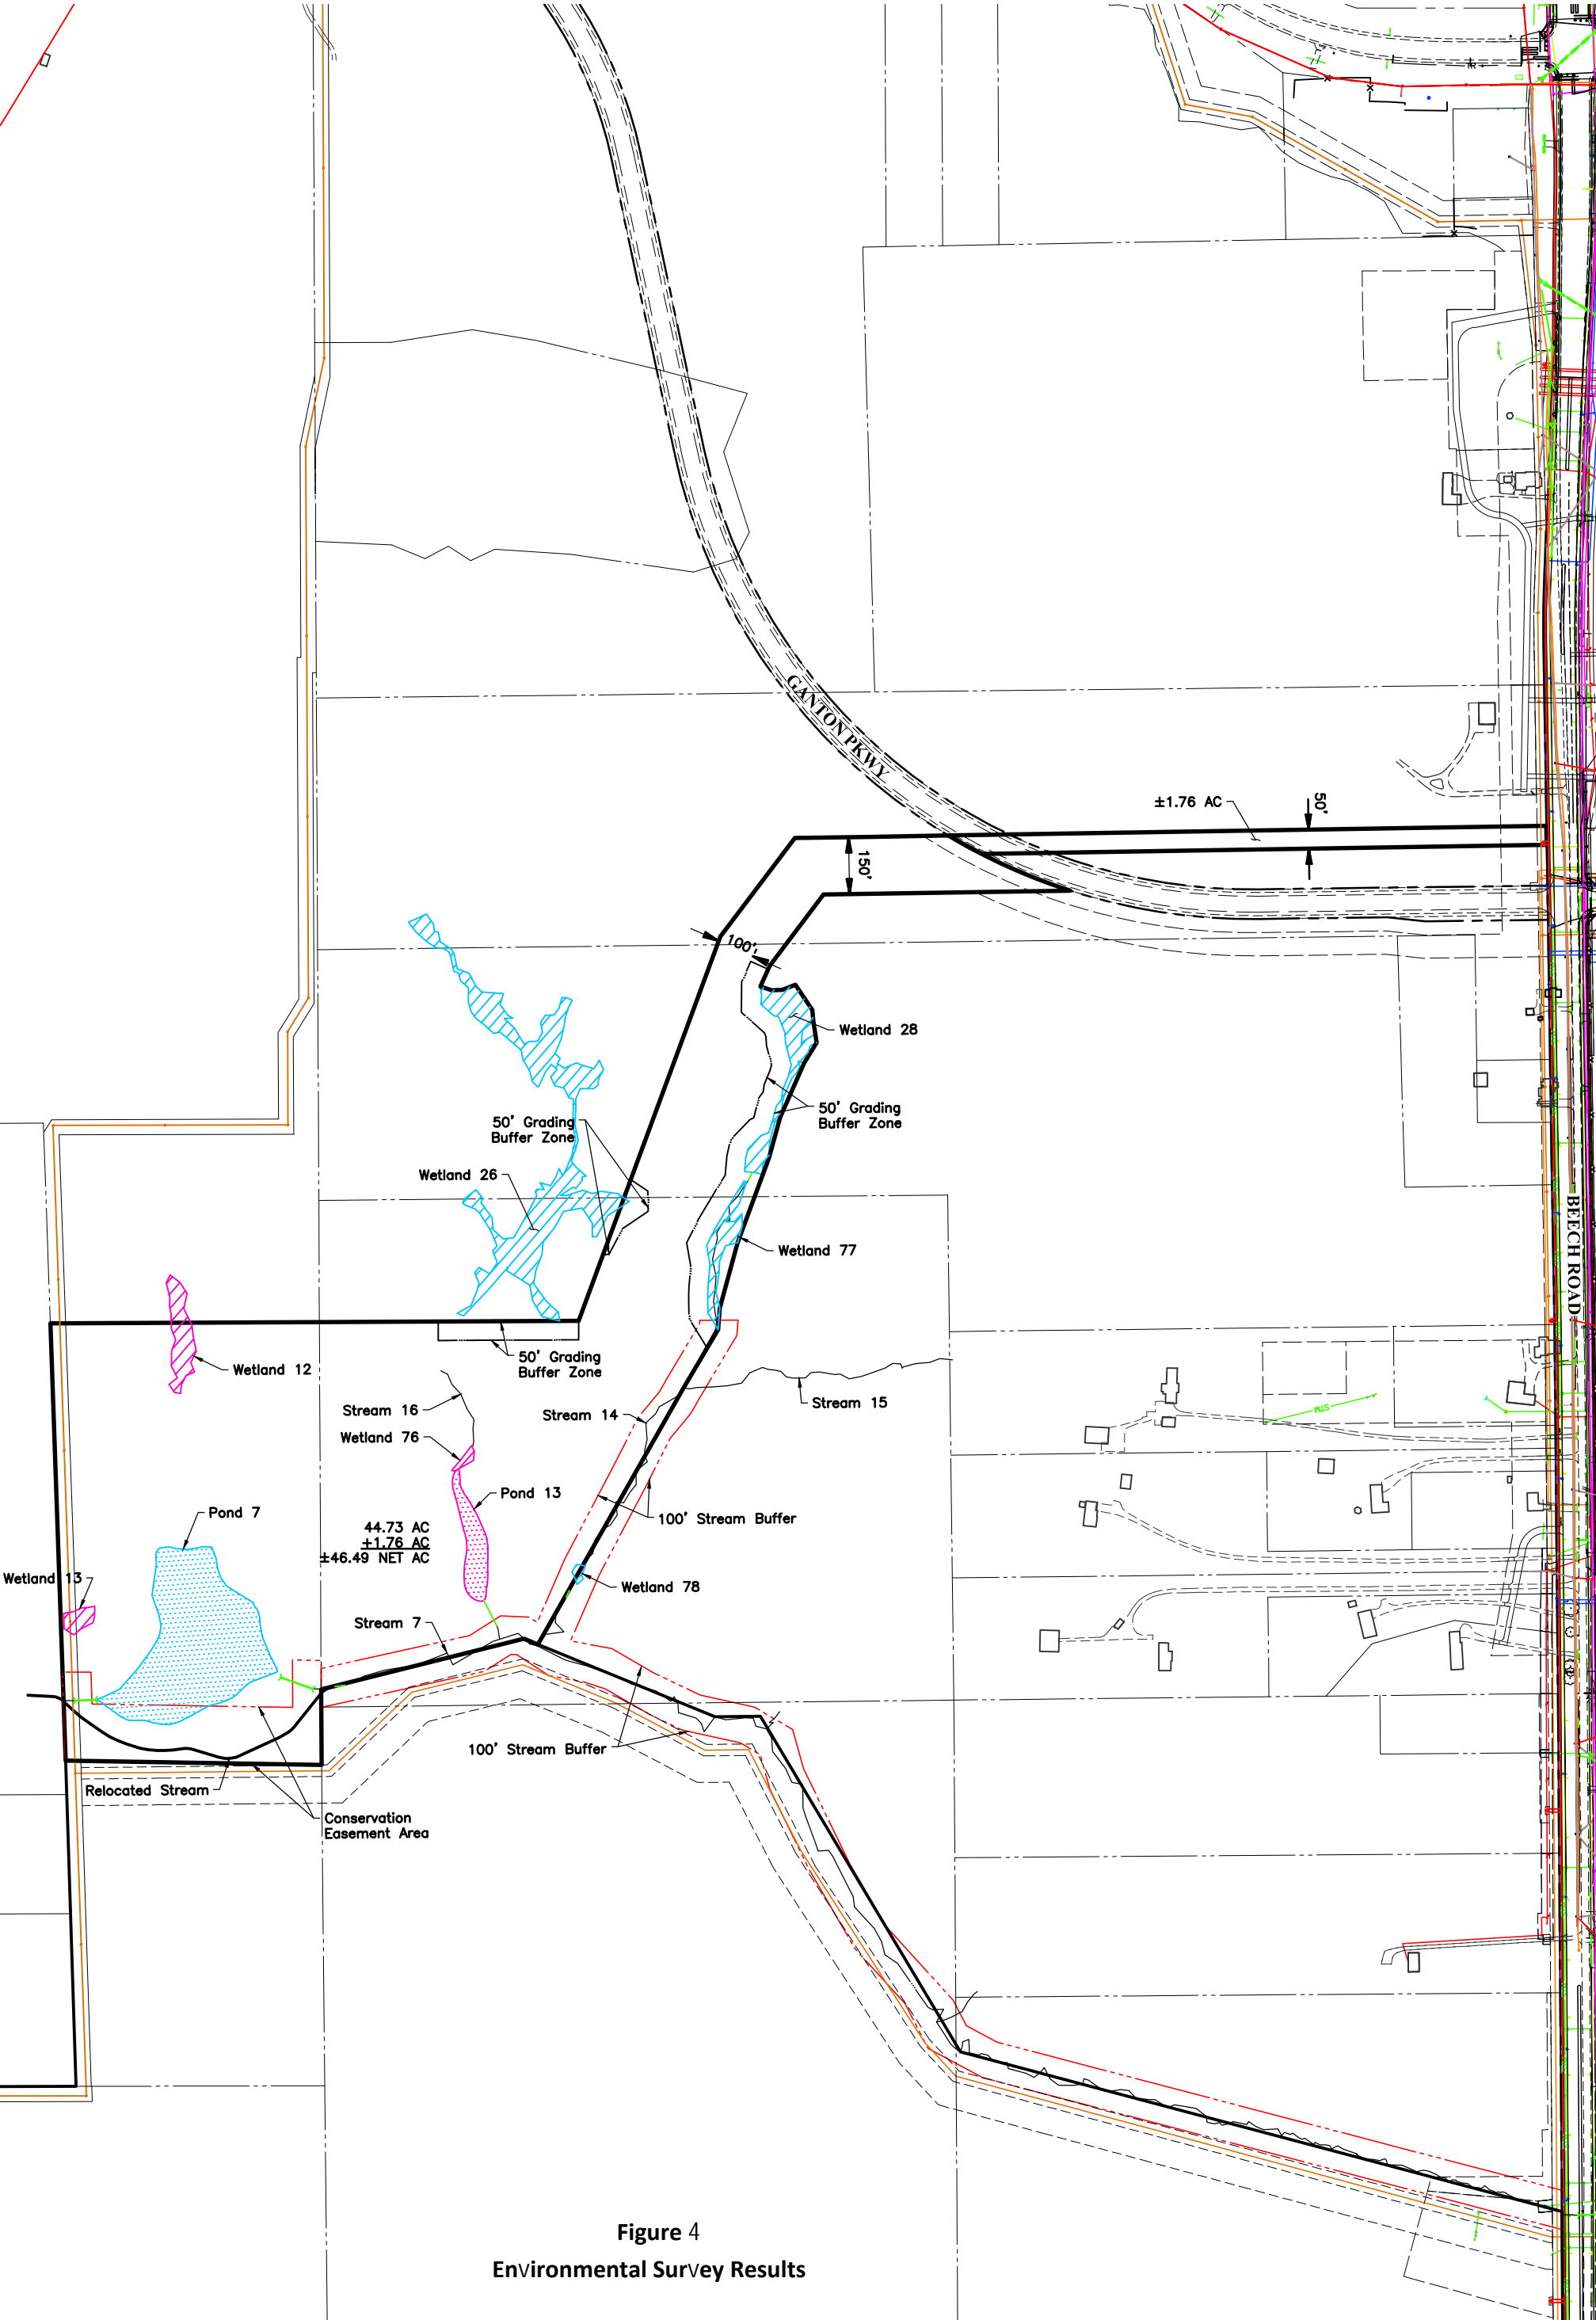 GANTON PKWY
±1.76 AC
50'
150'
100'
Wetland 28
50' Grading
Buffer Zone
50' Grading
Buffer Zone
Wetland 26
BEECH ROAD
Wetland 77
50' Grading
Buffer Zone
Wetland 12
Stream 16
Stream 14
Stream 15
STM
Wetland 76
Pond 13
Pond 7
100' Stream Buffer
44.73 AC
±1.76 AC
±46.49 NET AC
Wetland 13
Wetland 78
Stream 7
100' Stream Buffer
Relocated Stream
Conservation
Easement Area
Figure 4
Environmental Survey Results